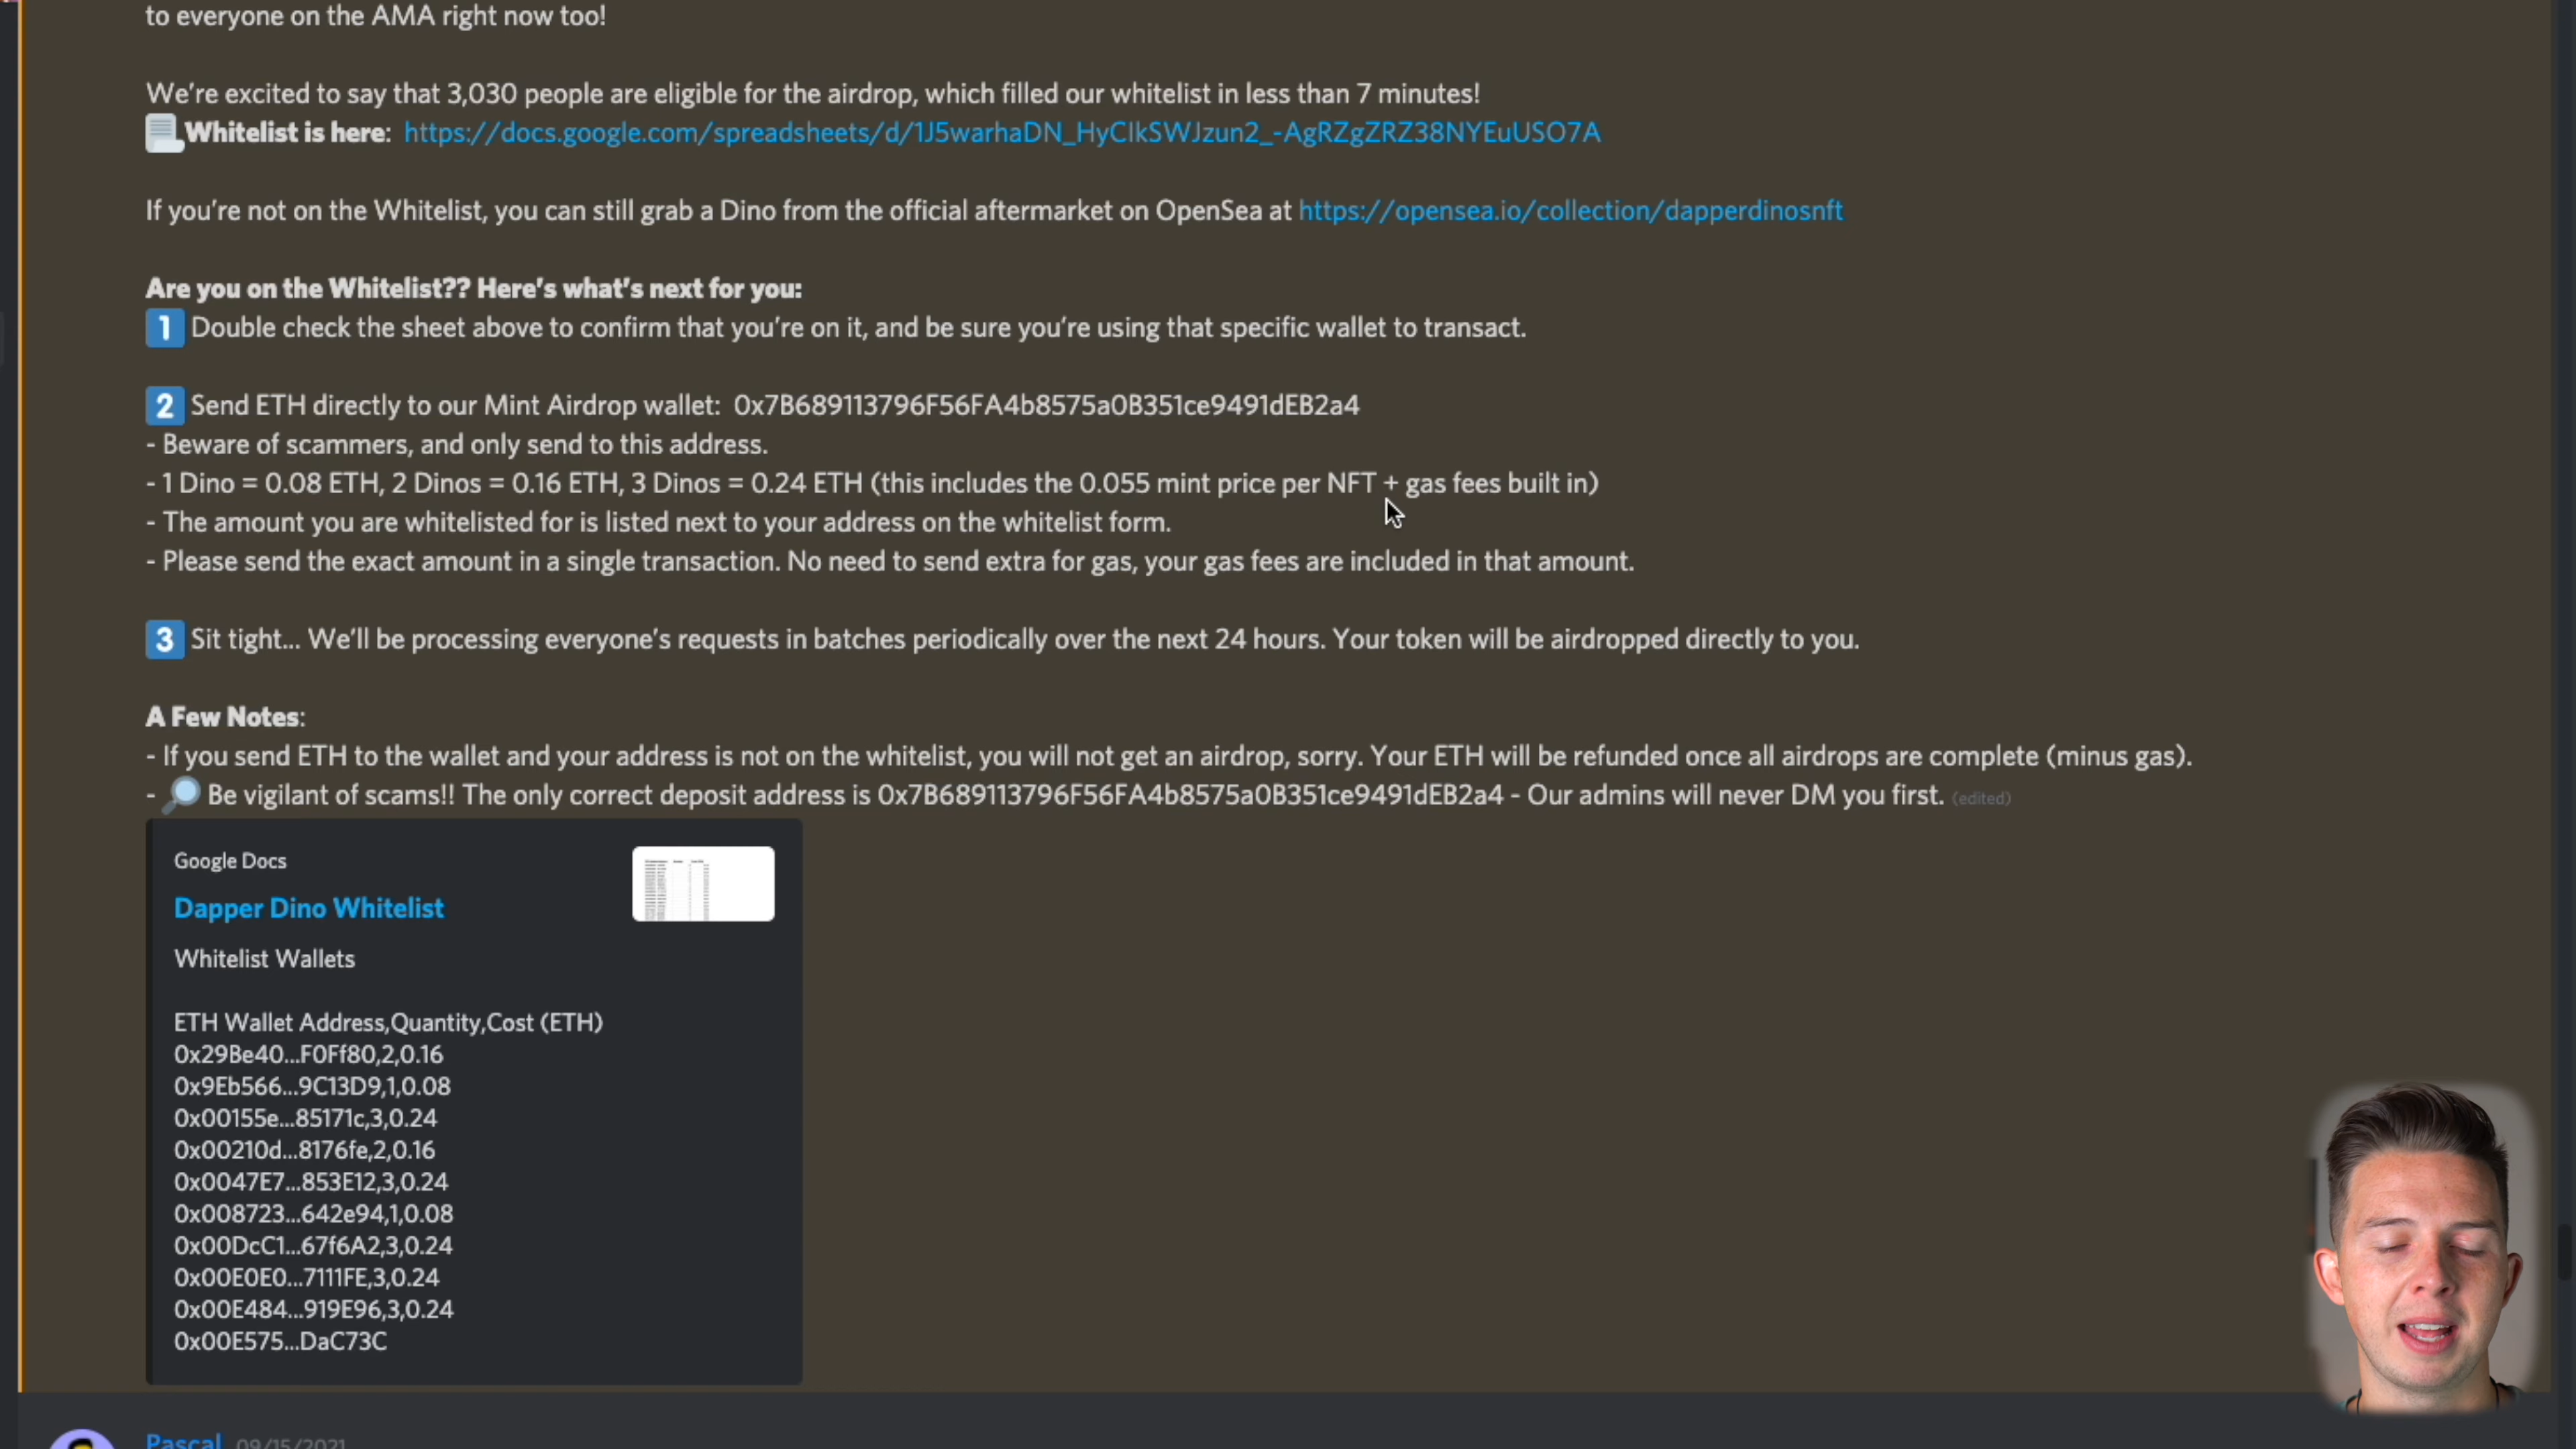 to everyone on the AMA right now too!
We're excited to say that 3,030 people are eligible for the airdrop, which filled our whitelist in less than 7 minutes!
Whitelist is here: https://docs.google.com/spreadsheets/d/1J5warhaDN_HyCIkSWJzun2_-AgRZgZRZ38NYEuUSO7A
If you're not on the Whitelist, you can still grab a Dino from the official aftermarket on OpenSea at https://opensea.io/collection/dapperdinosnft
Are you on the Whitelist?? Here's what's next for you:
1 Double check the sheet above to confirm that you're on it, and be sure you're using that specific wallet to transact.
2 Send ETH directly to our Mint Airdrop wallet: 0x7B689113796F56FA4b8575a0B351ce9491dEB2a4
- Beware of scammers, and only send to this address.
- 1 Dino = 0.08 ETH, 2 Dinos = 0.16 ETH, 3 Dinos = 0.24 ETH (this includes the 0.055 mint price per NFT + gas fees built in)
- The amount you are whitelisted for is listed next to your address on the whitelist form.
- Please send the exact amount in a single transaction. No need to send extra for gas, your gas fees are included in that amount.
3 Sit tight... We'll be processing everyone's requests in batches periodically over the next 24 hours. Your token will be airdropped directly to you.
A Few Notes:
- If you send ETH to the wallet and your address is not on the whitelist, you will not get an airdrop, sorry. Your ETH will be refunded once all airdrops are complete (minus gas).
- Be vigilant of scams!! The only correct deposit address is 0x7B689113796F56FA4b8575a0B351ce9491dEB2a4 - Our admins will never DM you first. (edited)
Google Docs
Dapper Dino Whitelist
Whitelist Wallets
ETH Wallet Address,Quantity,Cost (ETH)
0x29Be40...F0Ff80,2,0.16
0x9Eb566...9C13D9,1,0.08
0x00155e...85171c,3,0.24
0x00210d...8176fe,2,0.16
0x0047E7...853E12,3,0.24
0x008723...642e94,1,0.08
0x00DcC1...67f6A2,3,0.24
0x00E0E0...7111FE,3,0.24
0x00E484...919E96,3,0.24
0x00E575...DaC73C
Pascal 09/15/2021